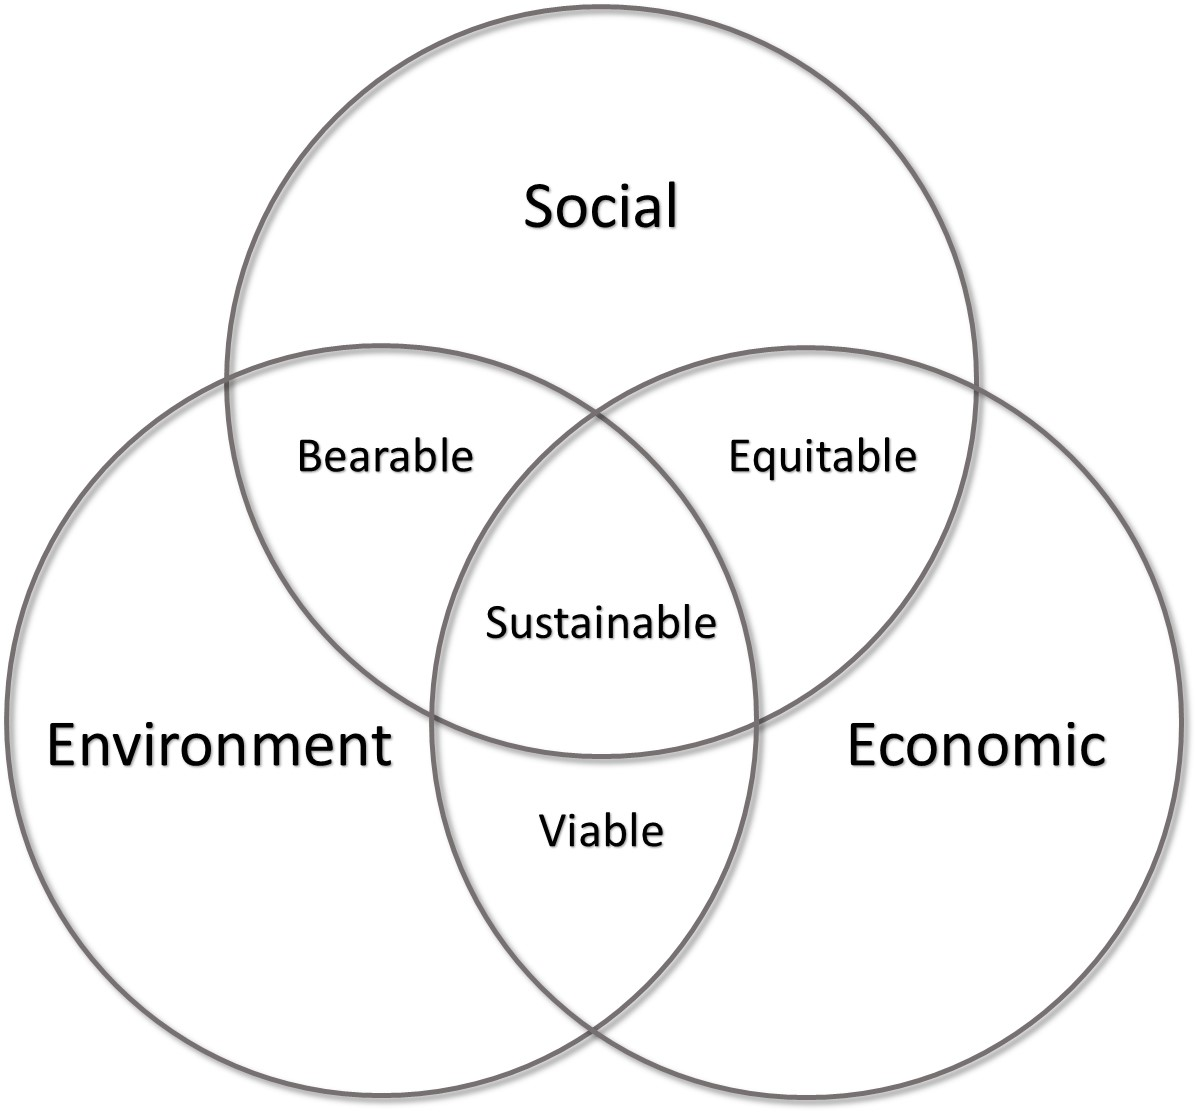 Social
Bearable
Equitable
Sustainable
Environment
Economic
Viable